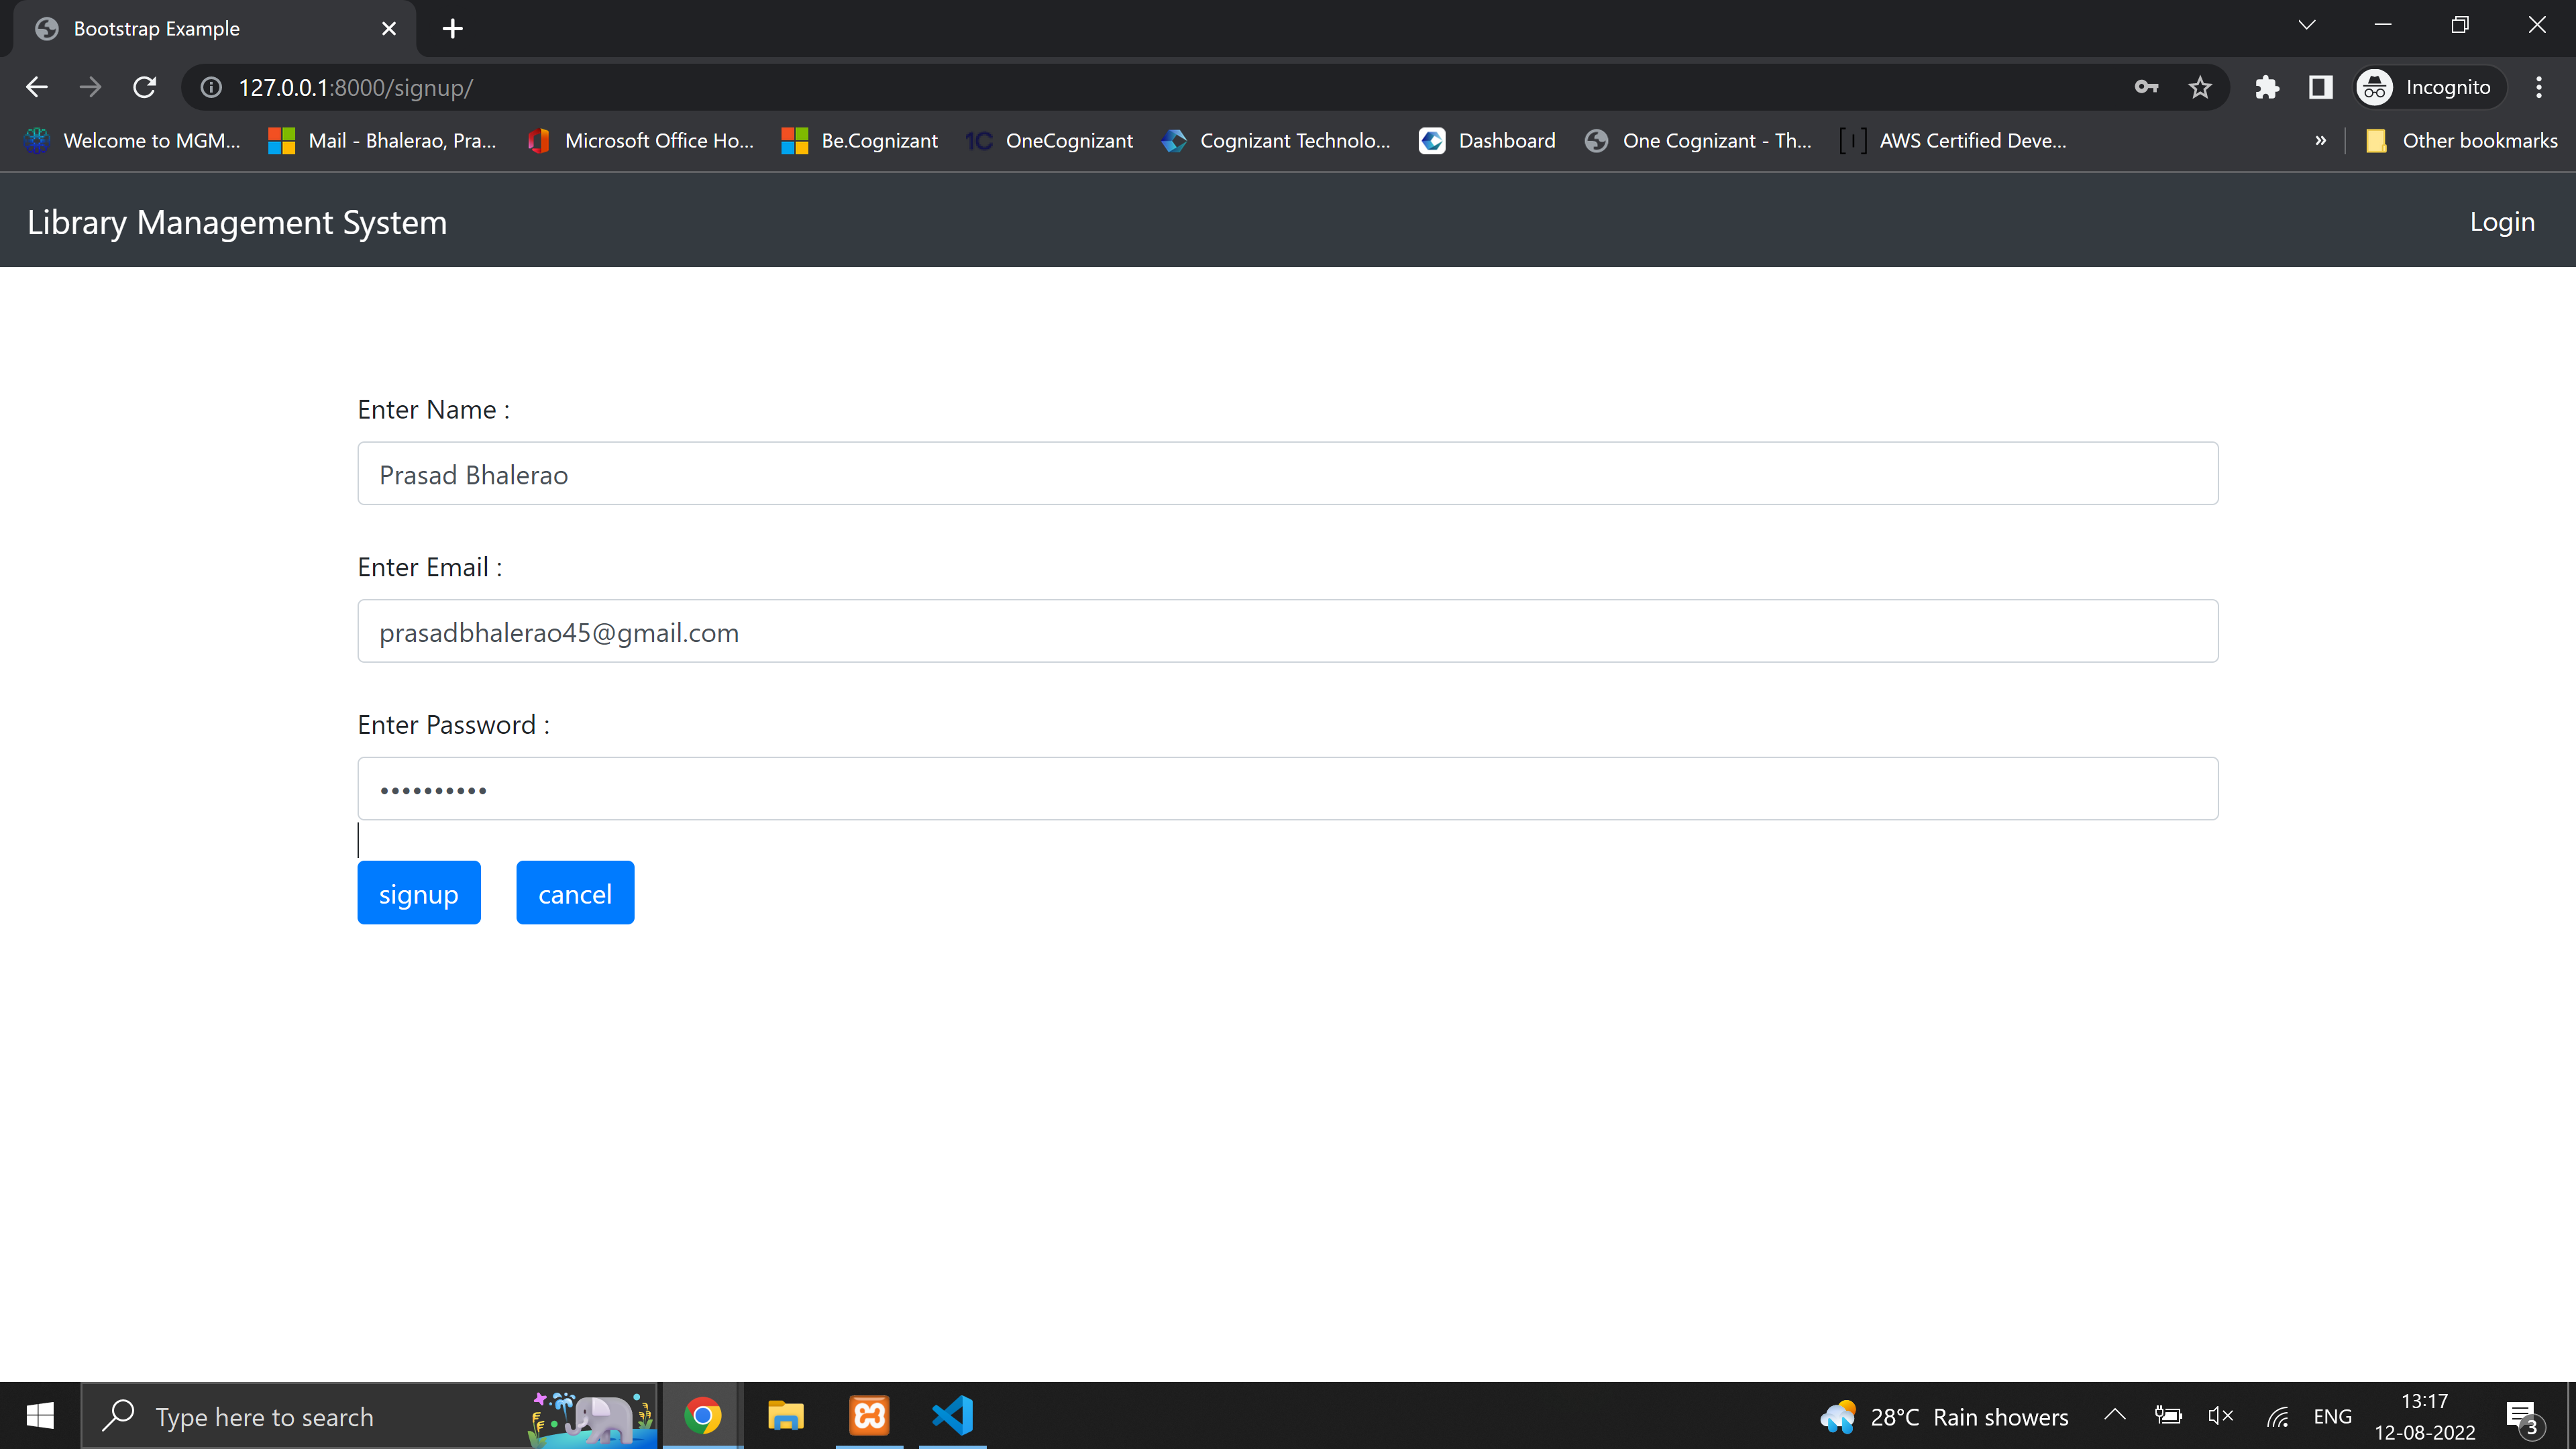 Bootstrap Example
127.0.0.1:8000/signup/
Incognito
Welcome to MGM...
Mail - Bhalerao, Pra...
Microsoft Office Ho...
Be.Cognizant
1C OneCognizant
Cognizant Technolo...
Dashboard
One Cognizant - Th...
AWS Certified Deve...
»
Other bookmarks
Library Management System
Login
Enter Name :
Prasad Bhalerao
Enter Email :
prasadbhalerao45@gmail.com
Enter Password :
••••••••••
signup
cancel
Type here to search
28°C Rain showers
ENG
13:17
12-08-2022
3